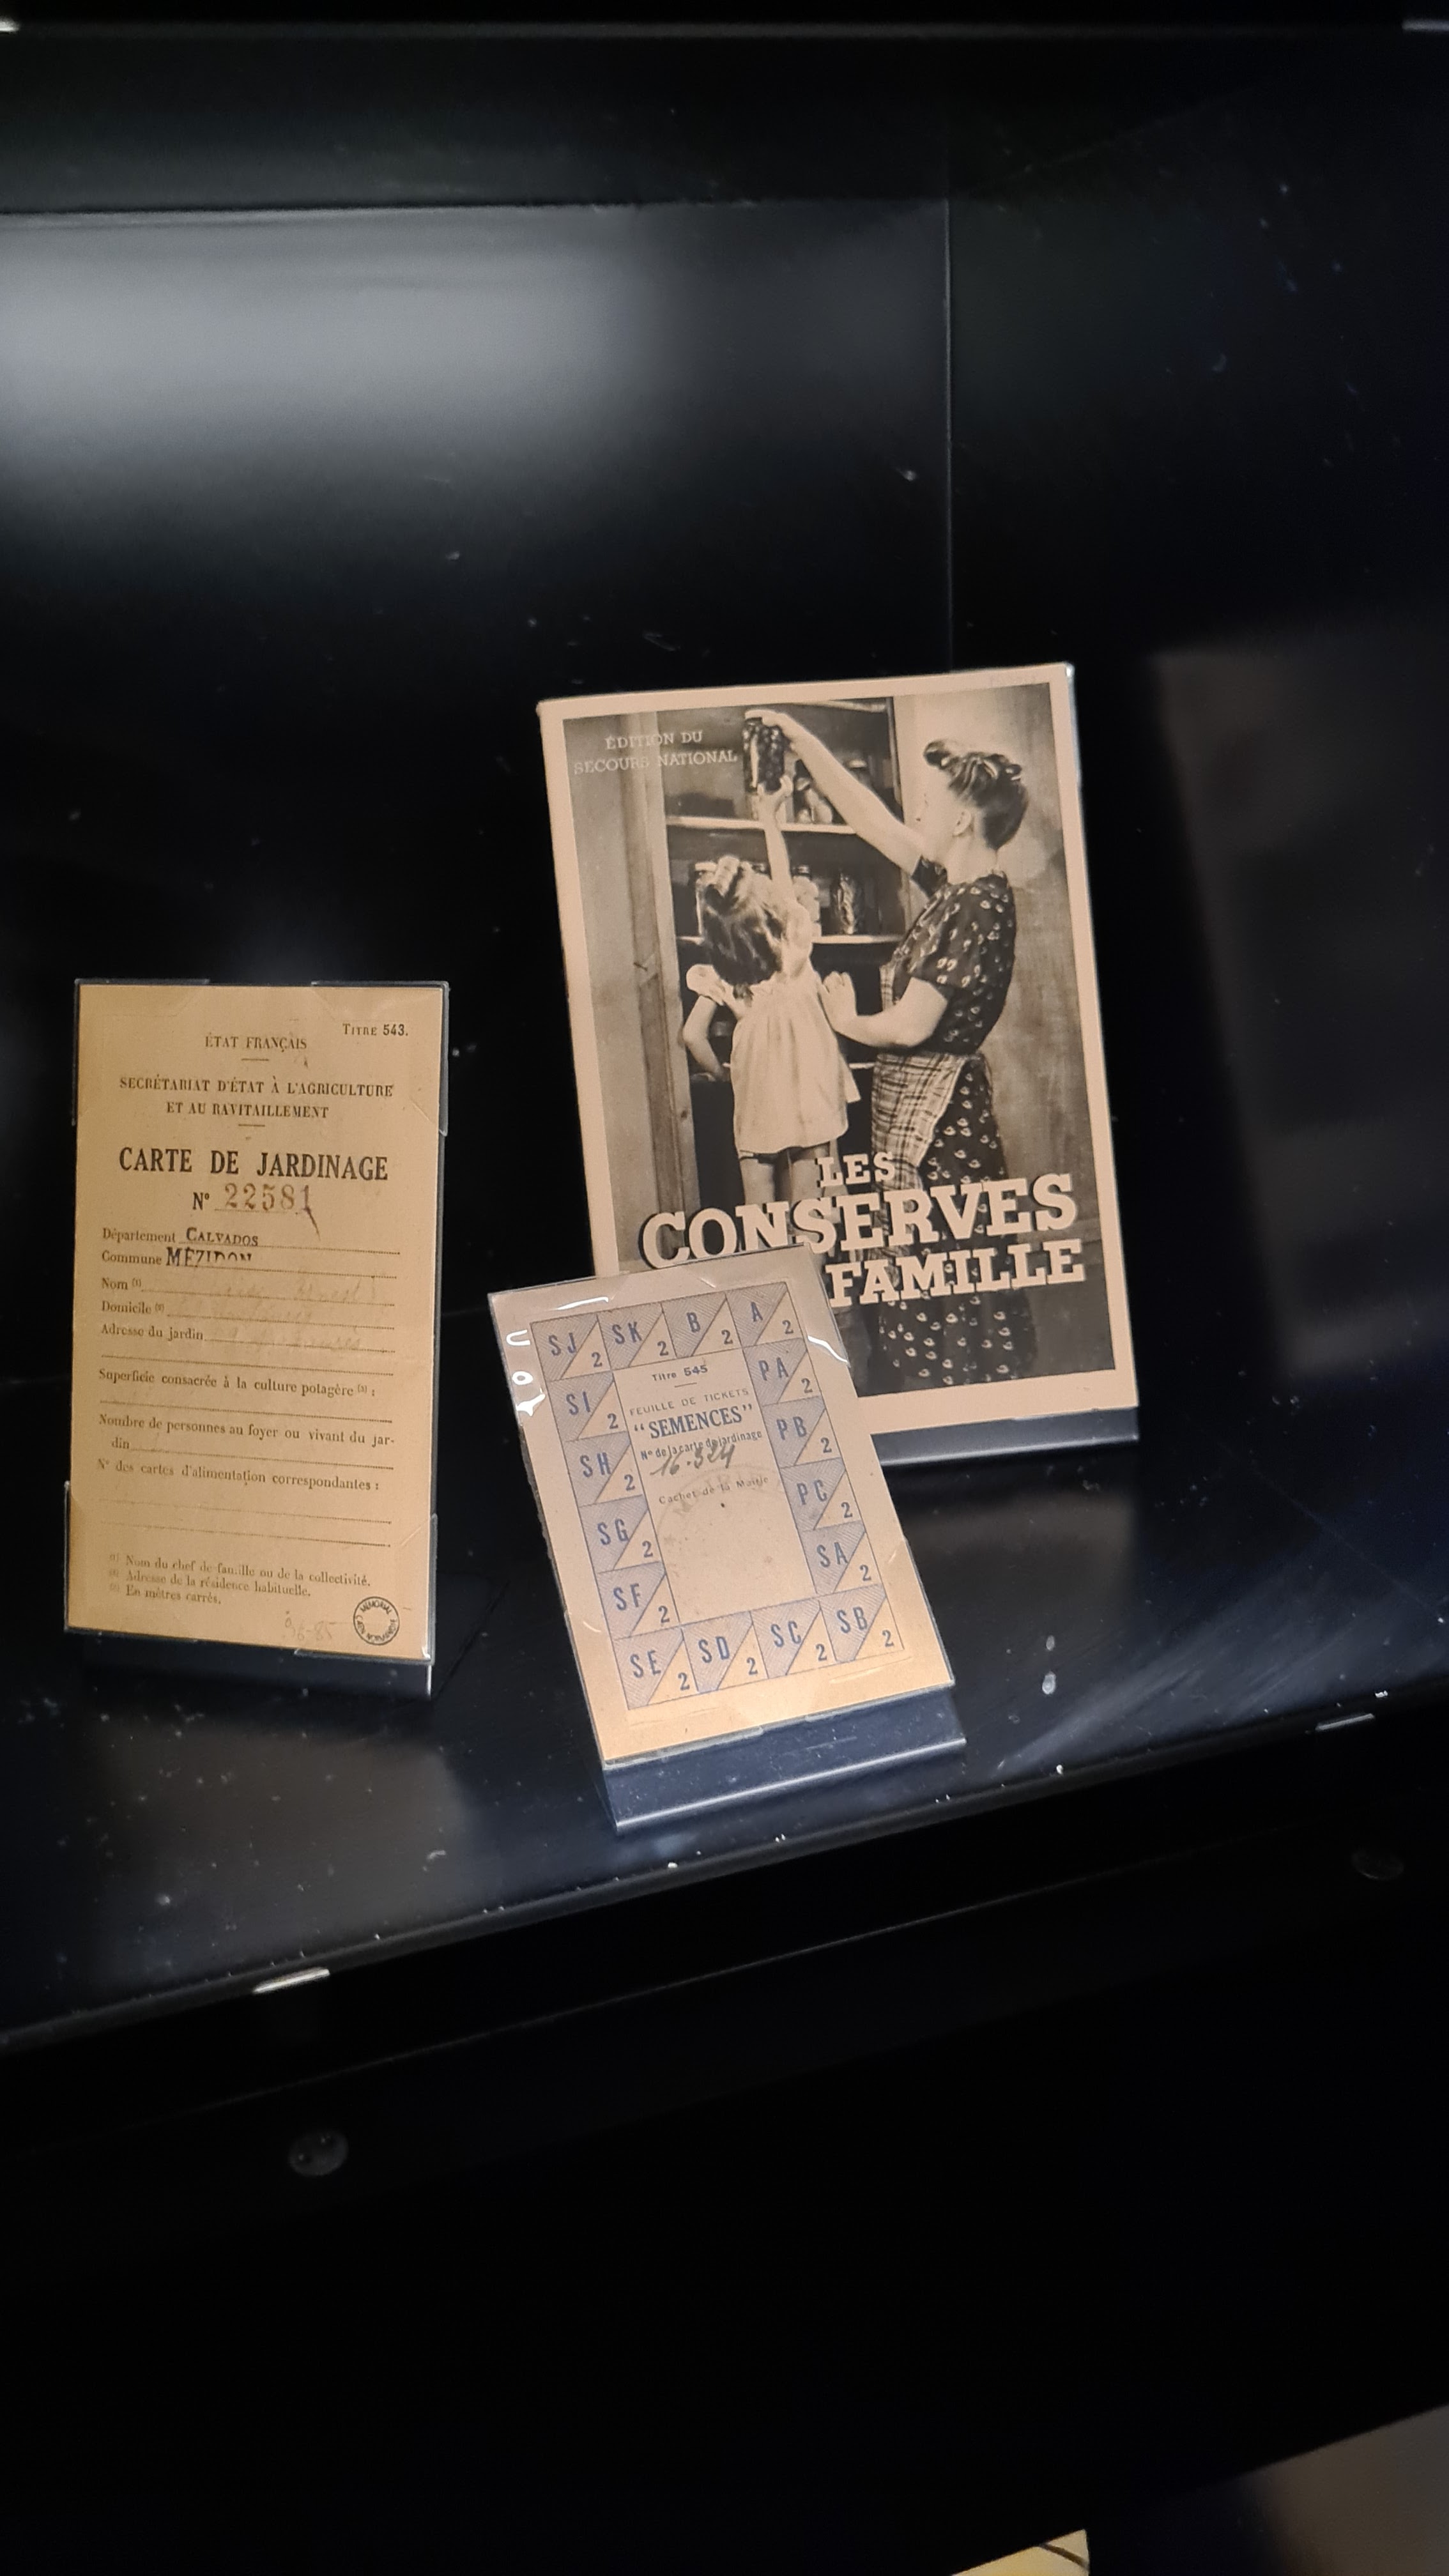 TITRE 543.
ÉTAT FRANÇAIS
SECRÉTARIAT D'ÉTAT À L'AGRICULTURE
ET AU RAVITAILLEMENT
CARTE DE JARDINAGE
N° 22581
Département CALVADOS
Commune MÉZIDON
Nom (1)
Domicile (2)
Adresse du jardin
Superficie consacrée à la culture potagère (3) :
Nombre de personnes au foyer ou vivant du jar-
din
N° des cartes d'alimentation correspondantes :
(1) Nom du chef de famille ou de la collectivité.
(2) Adresse de la résidence habituelle.
(3) En mètres carrés.
MÉMORIAL
ÉDITION DU
SECOURS NATIONAL
LES
CONSERVES
FAMILLE
SJ 2 SK 2 B 2 A 2
SI 2
SH 2
SG 2
SF 2
SE 2 SD 2 SC 2 SB 2
PA 2
PB 2
PC 2
SA 2
Titre 545
FEUILLE DE TICKETS
"SEMENCES"
N° de la carte de jardinage
16.324
Cachet de la Mairie